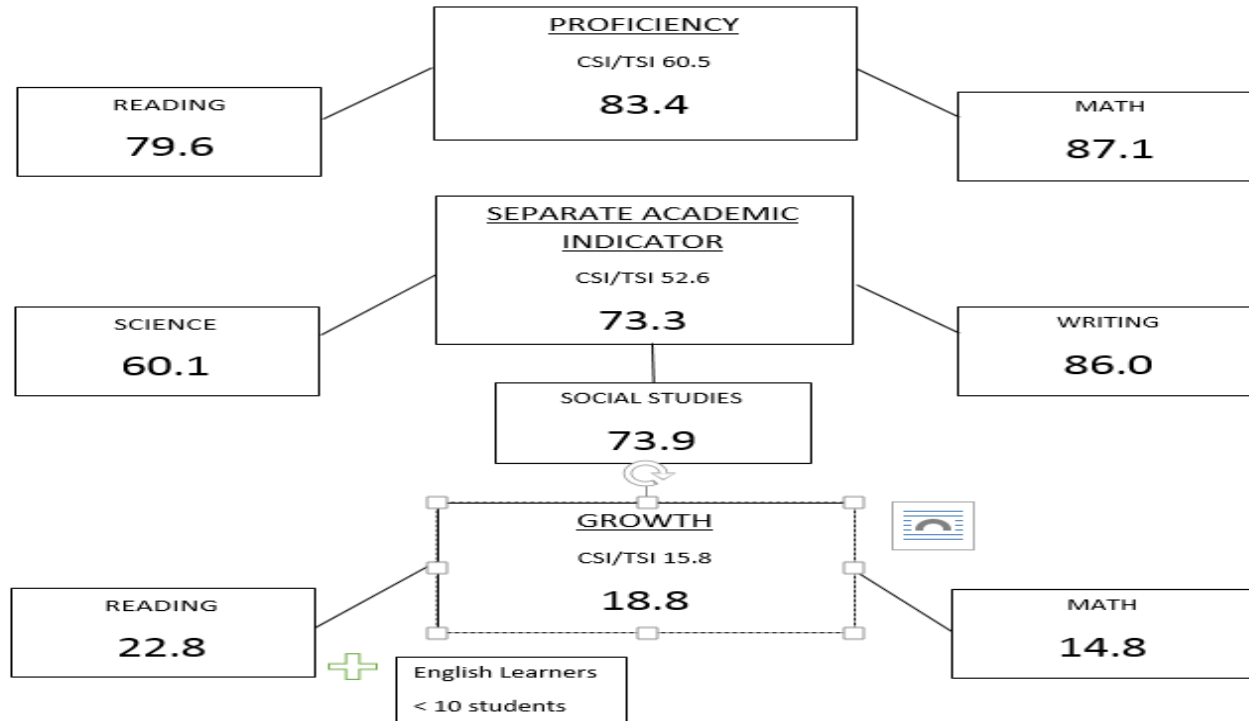 PROFICIENCY
CSI/TSI 60.5
83.4
READING
79.6
MATH
87.1
SEPARATE ACADEMIC
INDICATOR
CSI/TSI 52.6
73.3
SCIENCE
60.1
WRITING
86.0
SOCIAL STUDIES
73.9
GROWTH
CSI/TSI 15.8
18.8
READING
22.8
MATH
14.8
English Learners
< 10 students